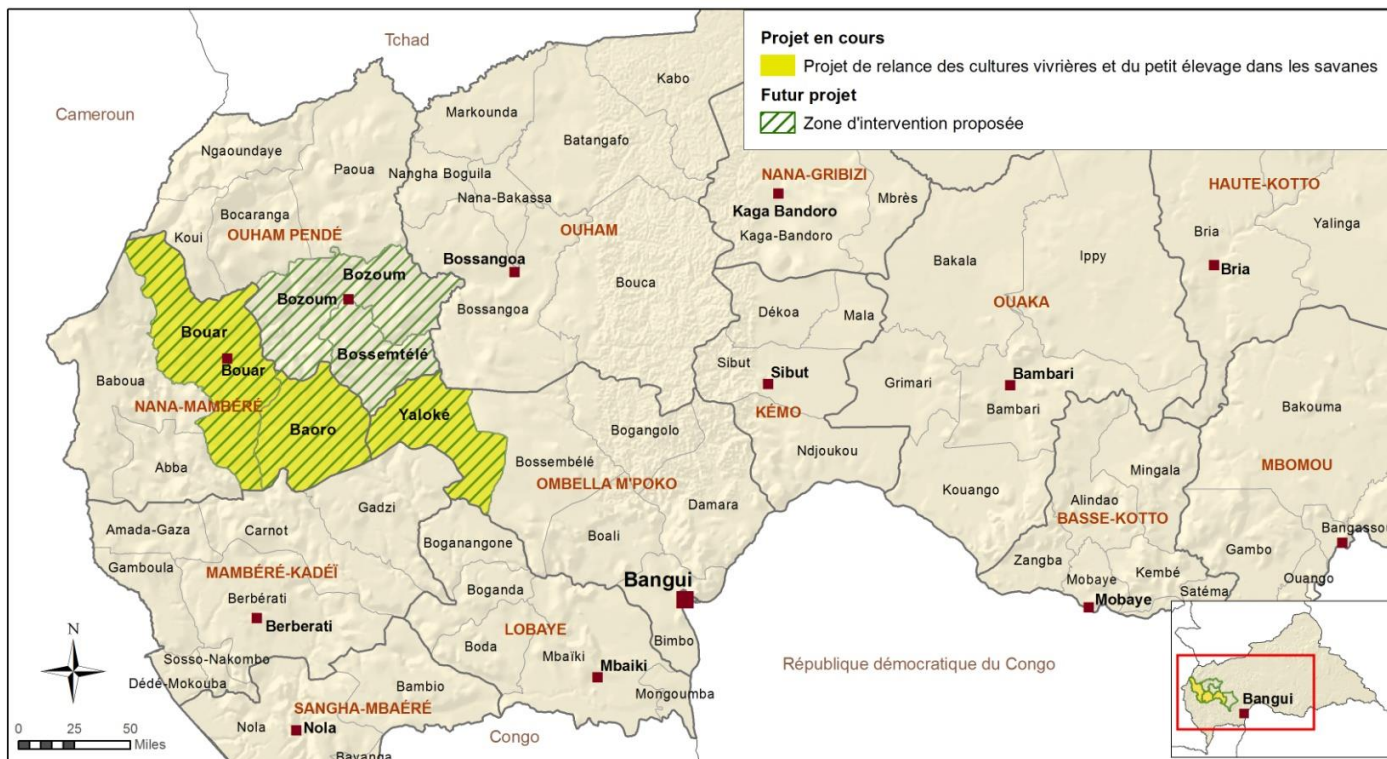 Tchad
Cameroun
Projet en cours
Projet de relance des cultures vivrières et du petit élevage dans les savanes
Futur projet
Zone d'intervention proposée
Kabo
Markounda
Batangafo
Ngaoundaye
Paoua
Nangha Boguila
Nana-Bakassa
NANA-GRIBIZI
Kaga Bandoro
Mbrès
Kaga-Bandoro
HAUTE-KOTTO
Yalinga
Bria
Bria
Bocaranga
Koui
OUHAM PENDÉ
OUHAM
Bossangoa
Bossangoa
Bouca
Bakala
Ippy
OUAKA
Bozoum
Bozoum
Bossemtélé
Dékoa
Mala
Sibut
Sibut
KÉMO
Ndjoukou
Grimari
Bambari
Bambari
Kouango
Bouar
Bouar
Baboua
NANA-MAMBÉRÉ
Abba
Baoro
Yaloké
Bossembélé
Bogangolo
OMBELLA M'POKO
Damara
Boali
Bakouma
MBOMOU
Mingala
Alindao
BASSE-KOTTO
Zangba
Mobaye
Kembé
Satéma
Mobaye
Gambo
Ouango
Bangassou
Amada-Gaza
Carnot
Gadzi
Gamboula
MAMBÉRÉ-KADÉÏ
Berbérati
Berberati
Boganangone
Boganda
LOBAYE
Boda
Mbaïki
Mbaiki
Bangui
Bimbo
Mongoumba
Sosso-Nakombo
Dédé-Mokouba
Bambio
SANGHA-MBAÉRÉ
Nola
Nola
Bayanga
Congo
République démocratique du Congo
N
0 25 50
Miles
Bangui